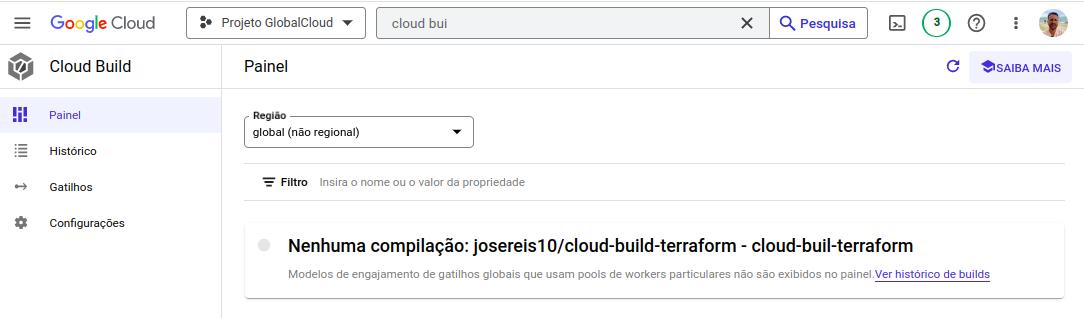 Google Cloud
Projeto GlobalCloud
cloud bui
Pesquisa
3
Cloud Build
Painel
SAIBA MAIS
Painel
Histórico
Gatilhos
Configurações
Região
global (não regional)
Filtro Insira o nome ou o valor da propriedade
Nenhuma compilação: josereis10/cloud-build-terraform - cloud-buil-terraform
Modelos de engajamento de gatilhos globais que usam pools de workers particulares não são exibidos no painel.Ver histórico de builds